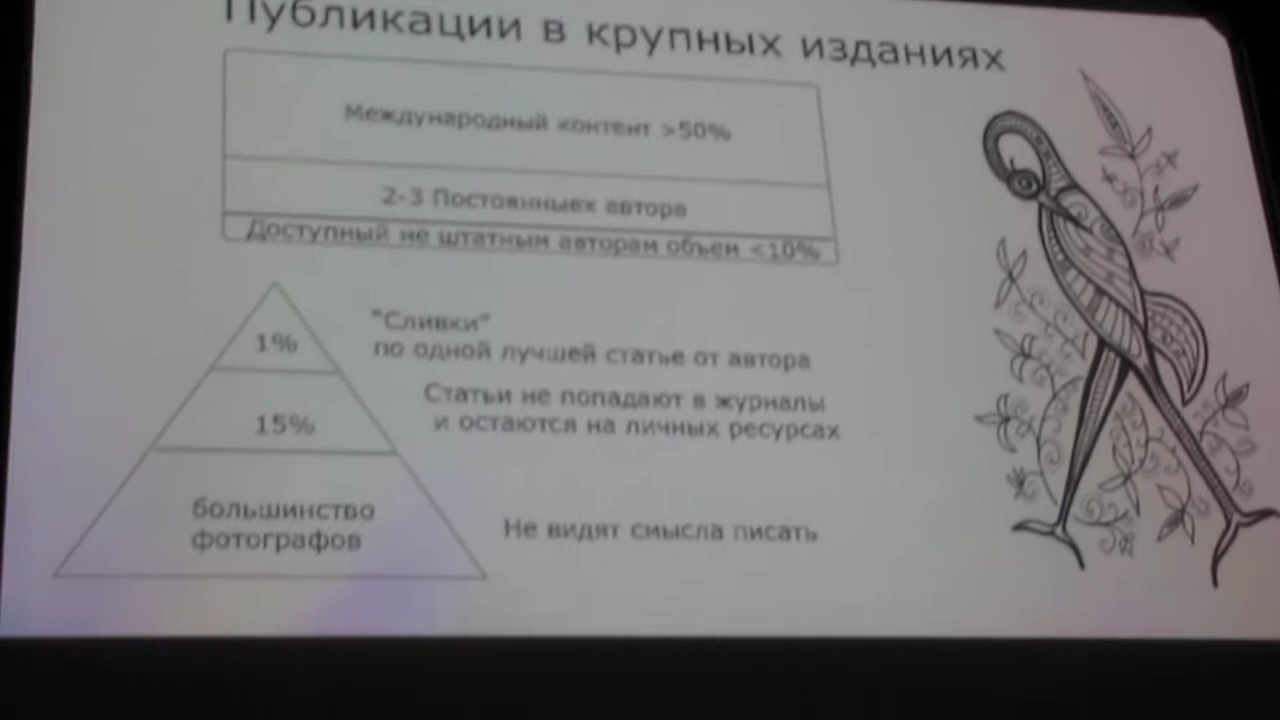 Публикации в крупных изданиях
Международный контент >50%
2-3 Постоянныех автора
Доступный не штатным авторам объем <10%
1%
"Сливки"
по одной лучшей статье от автора
15%
Статьи не попадают в журналы
и остаются на личных ресурсах
большинство
фотографов
Не видят смысла писать